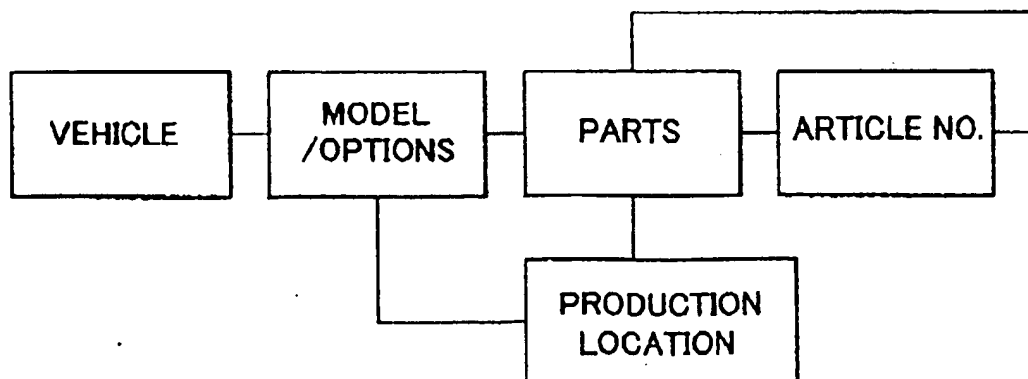 VEHICLE
MODEL
/OPTIONS
PARTS
ARTICLE NO.
PRODUCTION
LOCATION